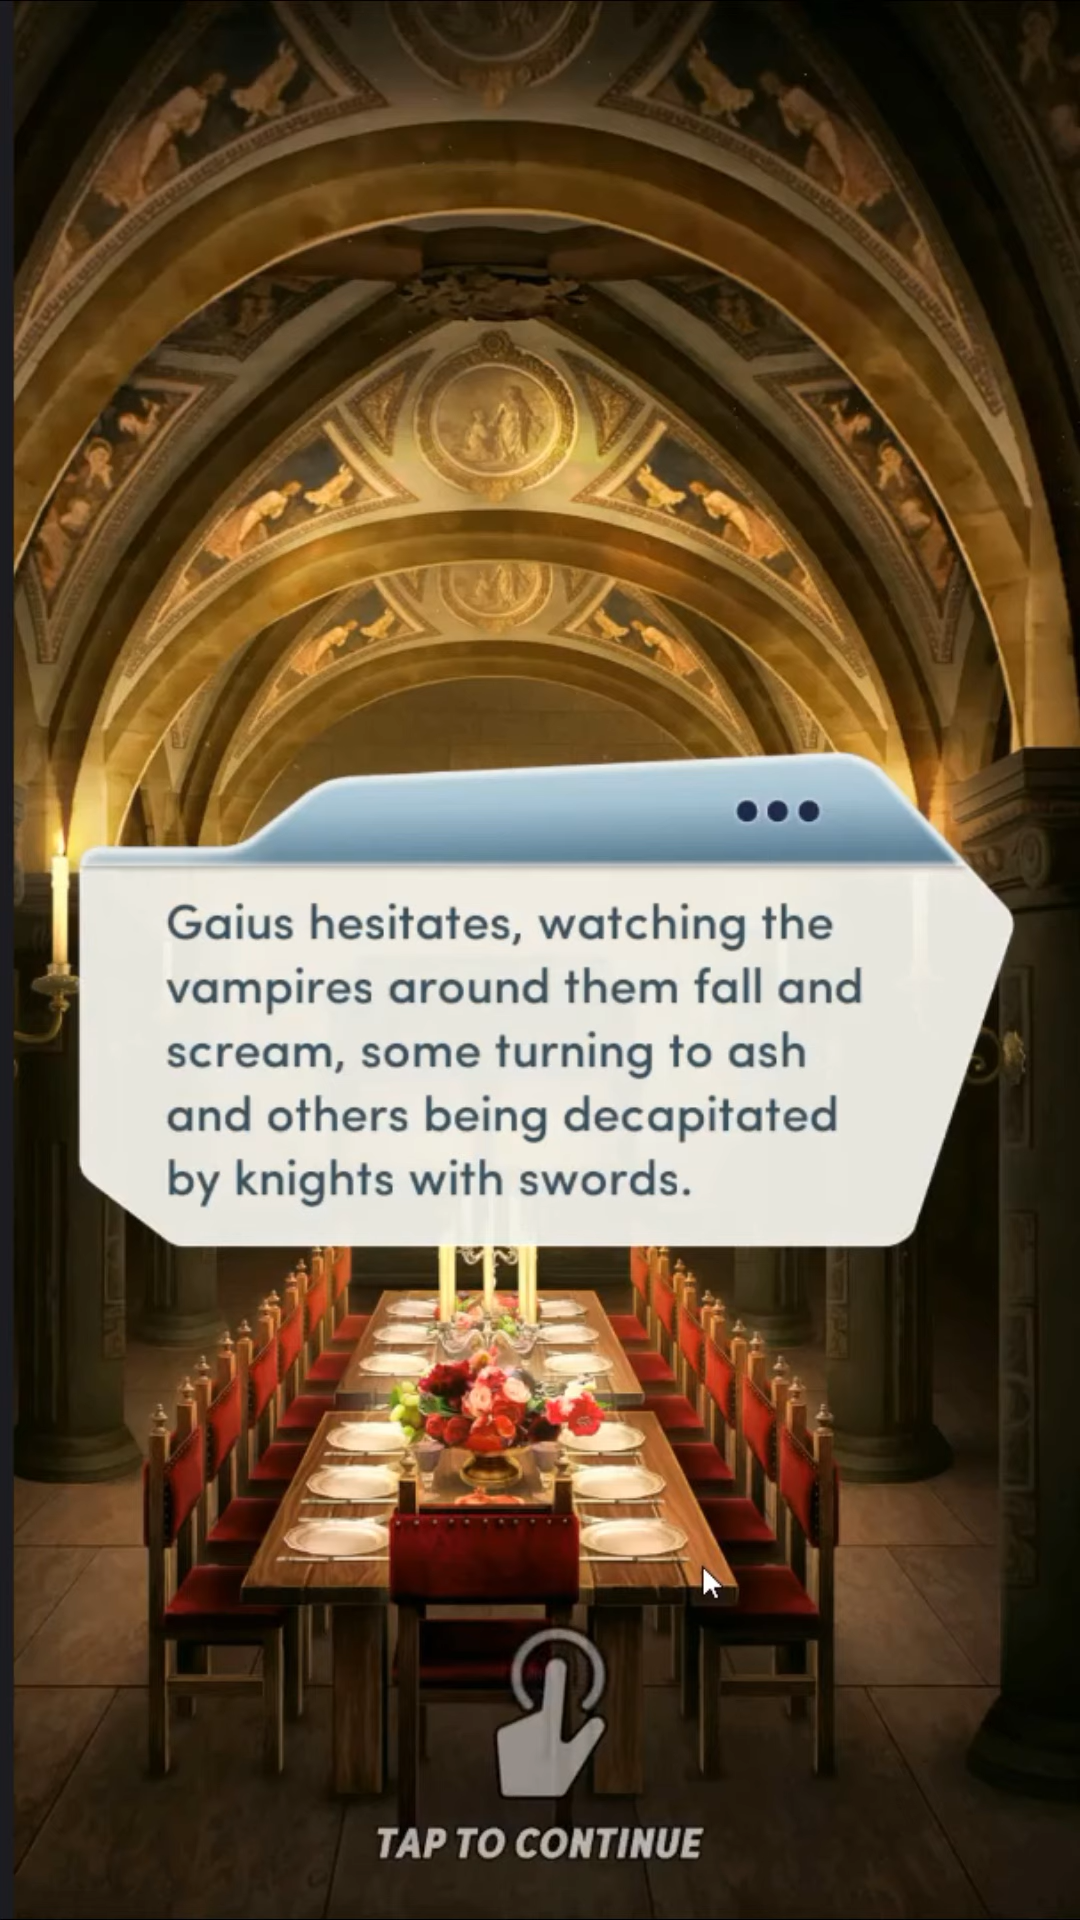 Gaius hesitates, watching the
vampires around them fall and
scream, some turning to ash
and others being decapitated
by knights with swords.
TAP TO CONTINUE